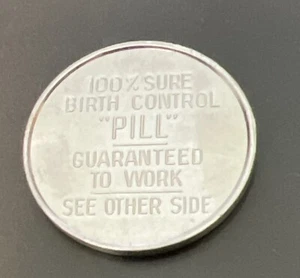 100% SURE
BIRTH CONTROL
"PILL"
GUARANTEED
TO WORK
SEE OTHER SIDE